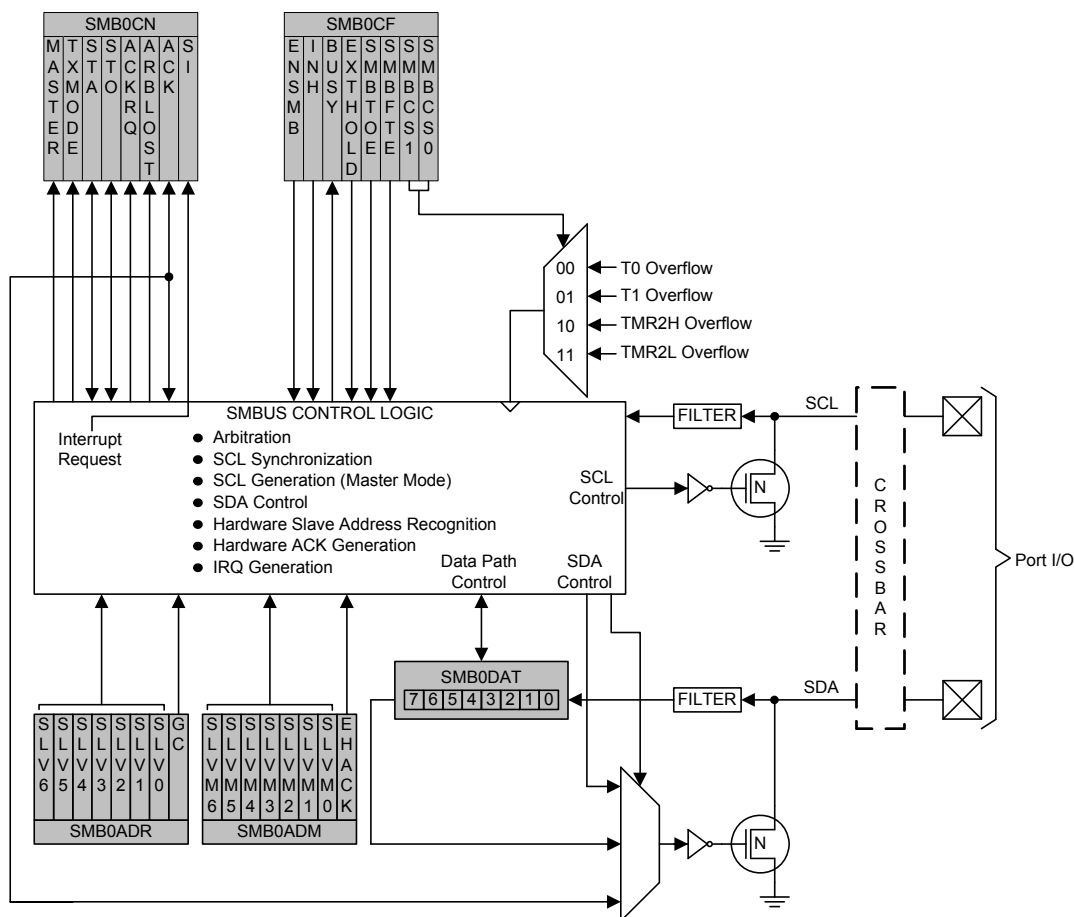 SMB0CN
MASTER
TXMODE
STA
STO
ACKRQ
ARBLOST
ACK
SI
SMB0CF
ENSMB
INH
BUSY
EXTHOLD
SMBTOE
SMBFTE
SMBCS1
SMBCS0
00
T0 Overflow
01
T1 Overflow
10
TMR2H Overflow
11
TMR2L Overflow
SMBUS CONTROL LOGIC
Interrupt
Request
● Arbitration
● SCL Synchronization
● SCL Generation (Master Mode)
● SDA Control
● Hardware Slave Address Recognition
● Hardware ACK Generation
● IRQ Generation
Data Path
Control
SCL
Control
SDA
Control
FILTER
SCL
N
CROSSBAR
Port I/O
SMB0DAT
7 6 5 4 3 2 1 0
FILTER
SDA
N
SLV6
SLV5
SLV4
SLV3
SLV2
SLV1
SLV0
GC
SMB0ADR
SLVM6
SLVM5
SLVM4
SLVM3
SLVM2
SLVM1
SLVM0
EHACK
SMB0ADM